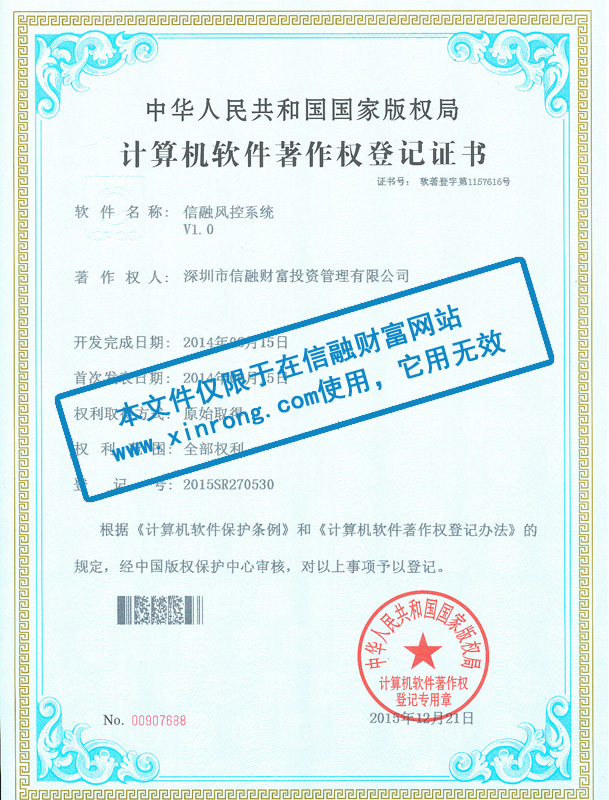 中华人民共和国国家版权局
计算机软件著作权登记证书
证书号： 软著登字第1157616号
软件名称： 信融风控系统
V1.0
著作权人： 深圳市信融财富投资管理有限公司
开发完成日期： 2014年 月15日
首次发表日期： 2014年 5日
权利取得方式： 原始取得
权利范围： 全部权利
登记号： 2015SR270530
本文件仅限于在信融财富网站
www.xinrong.com使用，它用无效
根据《计算机软件保护条例》和《计算机软件著作权登记办法》的
规定，经中国版权保护中心审核，对以上事项予以登记。
中华人民共和国国家版权局
计算机软件著作权
登记专用章
No. 00907688
2015年12月21日